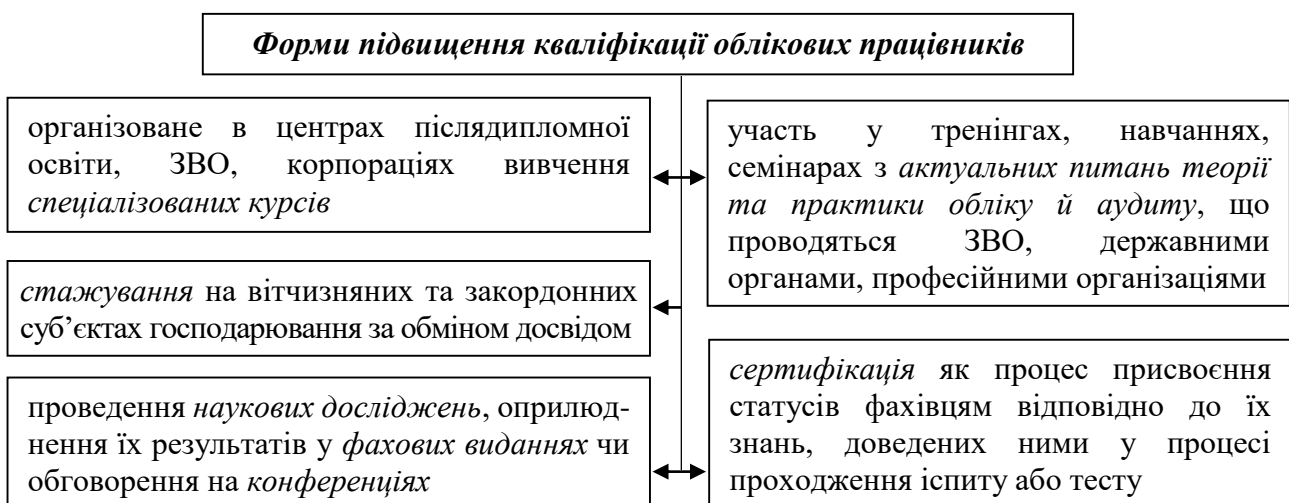 Форми підвищення кваліфікації облікових працівників
організоване в центрах післядипломної
освіти, ЗВО, корпораціях вивчення
спеціалізованих курсів
участь у тренінгах, навчаннях,
семінарах з актуальних питань теорії
та практики обліку й аудиту, що
проводяться ЗВО, державними
органами, професійними організаціями
стажування на вітчизняних та закордонних
суб’єктах господарювання за обміном досвідом
проведення наукових досліджень, оприлюд-
нення їх результатів у фахових виданнях чи
обговорення на конференціях
сертифікація як процес присвоєння
статусів фахівцям відповідно до їх
знань, доведених ними у процесі
проходження іспиту або тесту